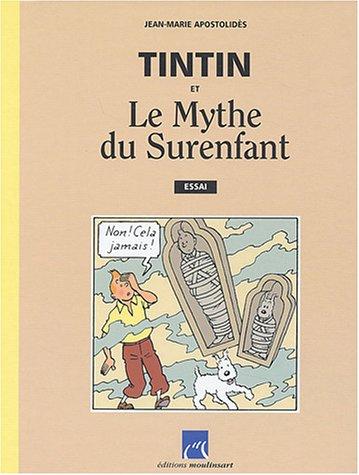 JEAN-MARIE APOSTOLIDÈS
TINTIN
ET
Le Mythe
du Surenfant
ESSAI
Non! Cela
jamais!
éditions moulinsart